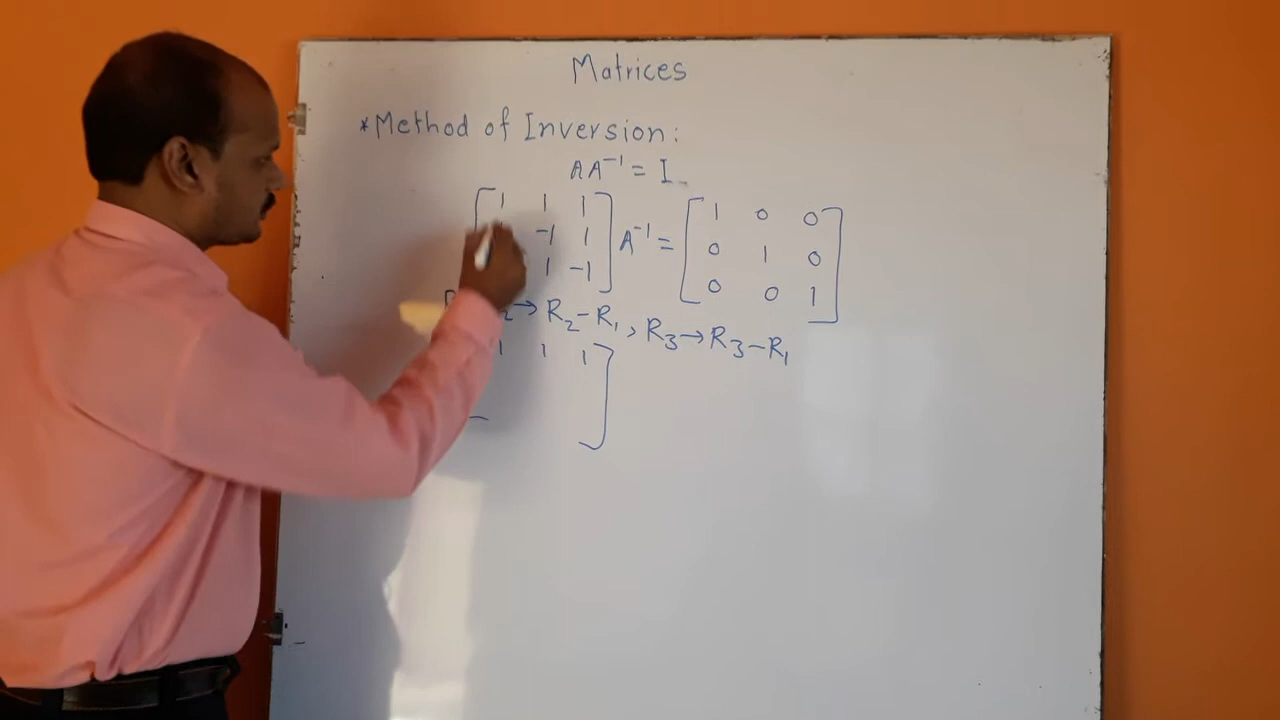 Matrices
*Method of Inversion:
AA⁻¹ = I
[1 1 1] A⁻¹ = [1 0 0]
-1 1 0 1 0
1 -1 0 0 1
→ R₂-R₁, R₃→R₃-R₁
1 1 1